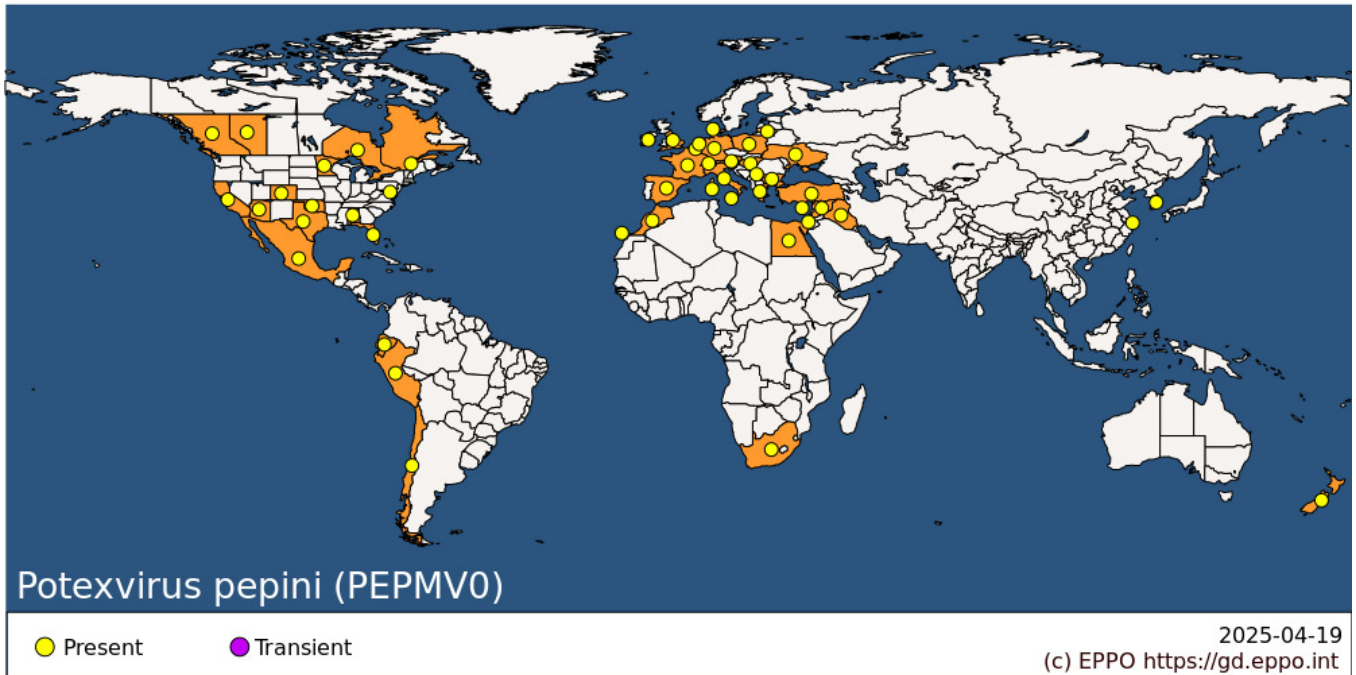 Potexvirus pepini (PEPMV0)
Present
Transient
2025-04-19
(c) EPPO https://gd.eppo.int